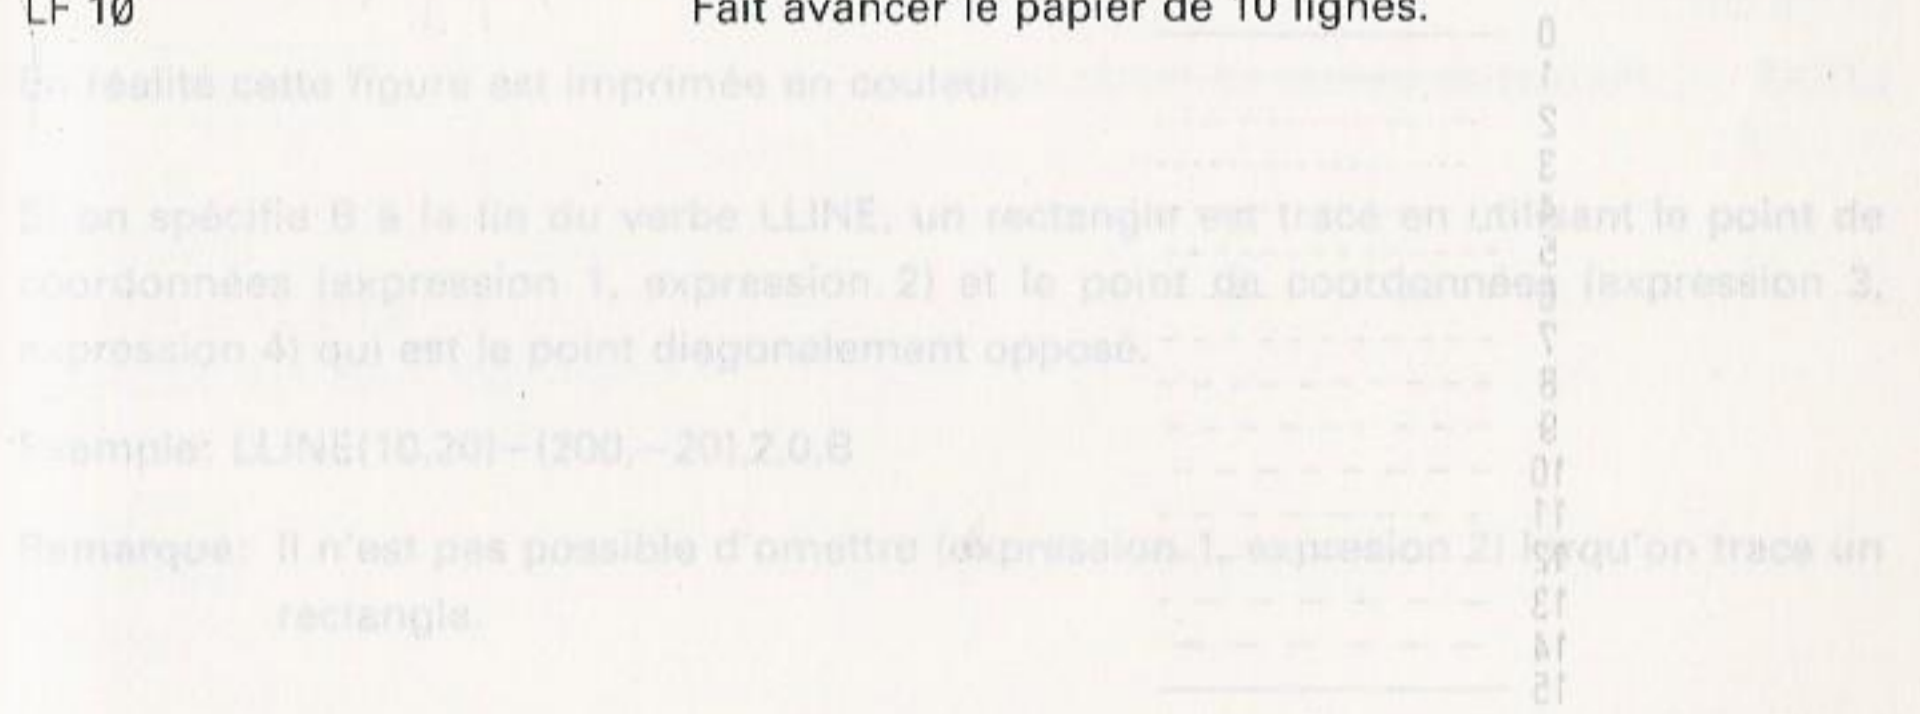 LF 10 Fait avancer le papier de 10 lignes.
En réalité cette figure est imprimée en couleur.
Si on spécifie B à la fin du verbe LLINE, un rectangle est tracé en utilisant le point de
coordonnées (expression 1, expression 2) et le point de coordonnées (expression 3,
expression 4) qui est le point diagonalement opposé.
Exemple: LLINE(10,20)–(200,–20),2,0,B
Remarque: Il n'est pas possible d'omettre (expression 1, expression 2) lorsqu'on trace un
rectangle.
0
1
2
3
4
5
6
7
8
9
10
11
12
13
14
15